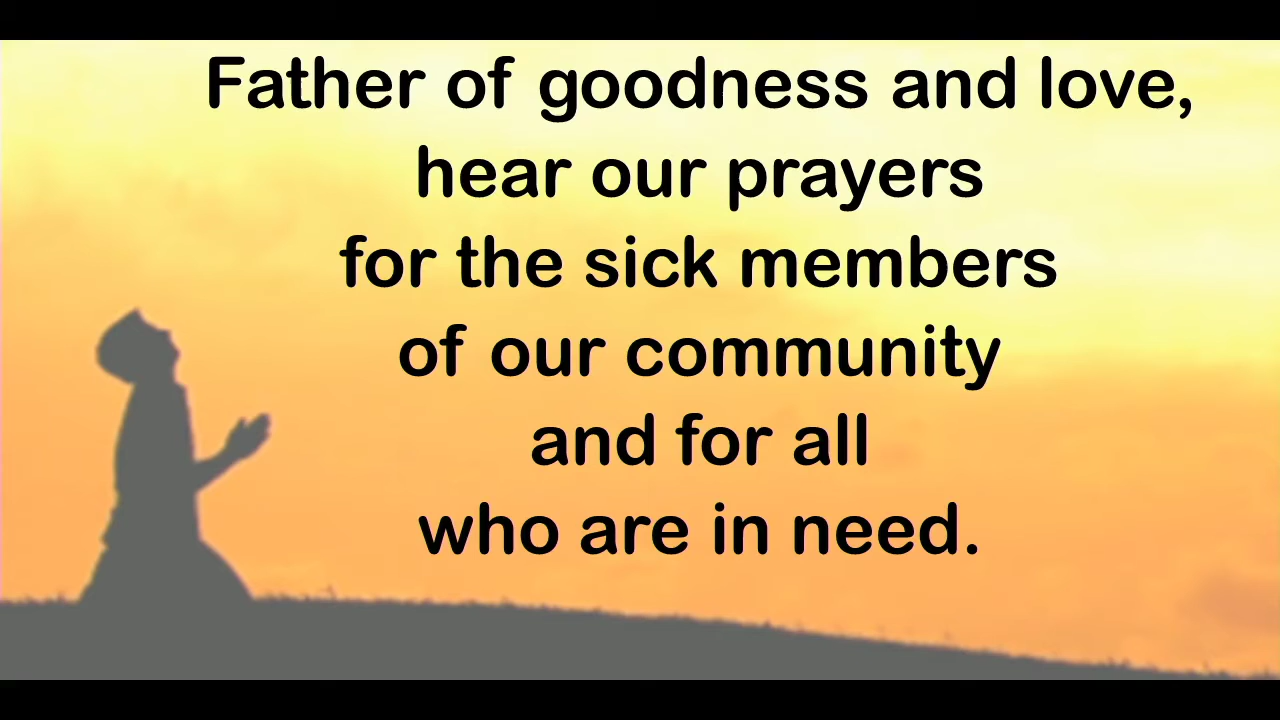 Father of goodness and love,
hear our prayers
for the sick members
of our community
and for all
who are in need.